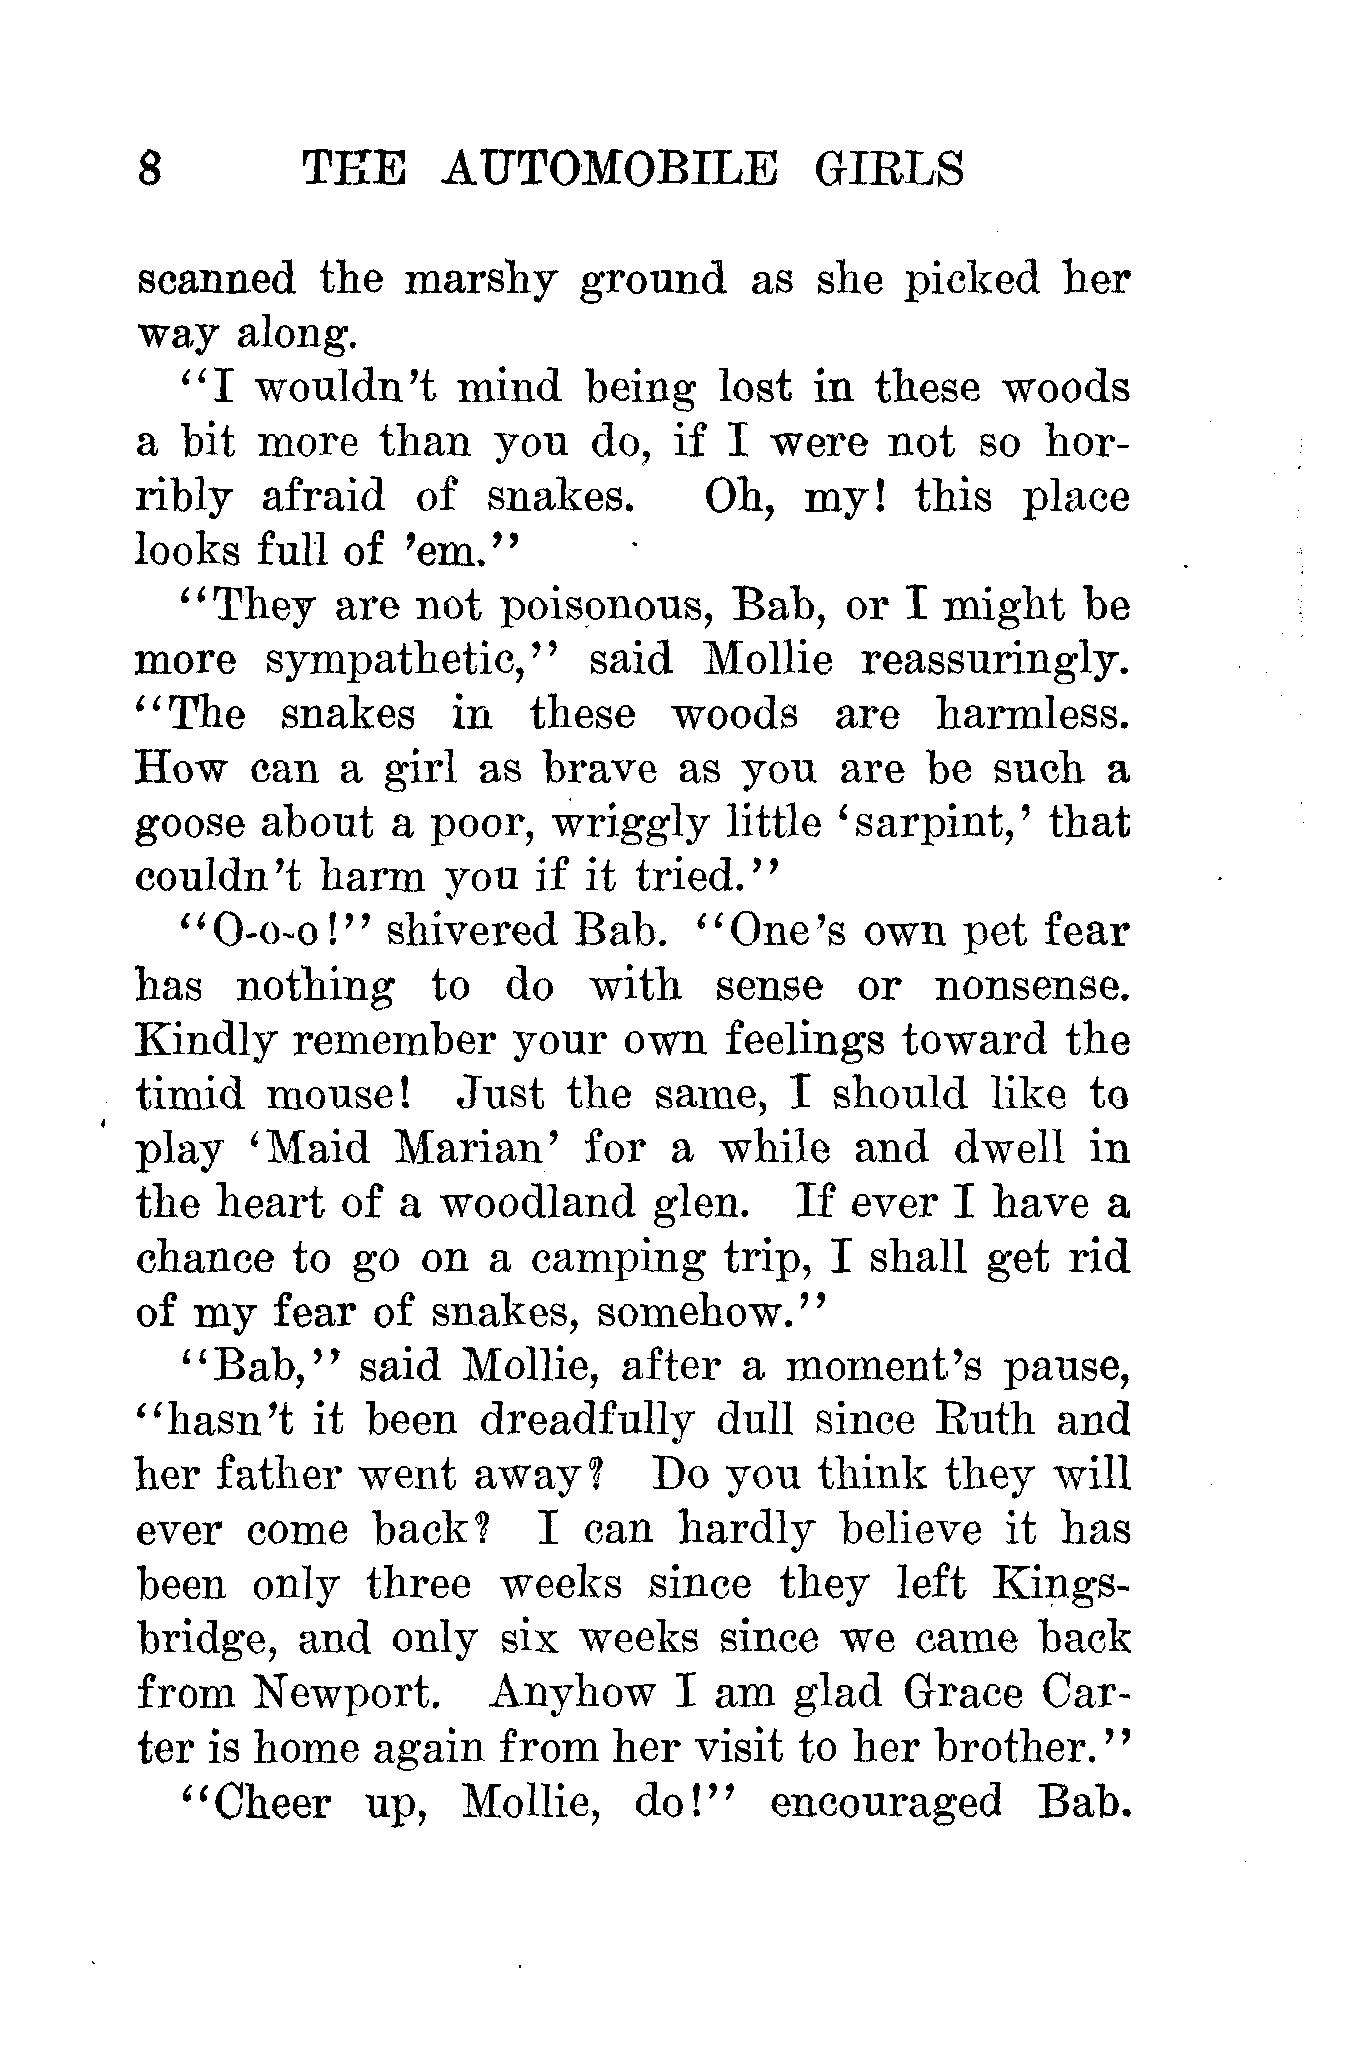 8 THE AUTOMOBILE GIRLS
scanned the marshy ground as she picked her
way along.
"I wouldn't mind being lost in these woods
a bit more than you do, if I were not so hor-
ribly afraid of snakes. Oh, my! this place
looks full of 'em."
"They are not poisonous, Bab, or I might be
more sympathetic," said Mollie reassuringly.
"The snakes in these woods are harmless.
How can a girl as brave as you are be such a
goose about a poor, wriggly little 'sarpint,' that
couldn't harm you if it tried."
"O-o-o!" shivered Bab. "One's own pet fear
has nothing to do with sense or nonsense.
Kindly remember your own feelings toward the
timid mouse! Just the same, I should like to
play 'Maid Marian' for a while and dwell in
the heart of a woodland glen. If ever I have a
chance to go on a camping trip, I shall get rid
of my fear of snakes, somehow."
"Bab," said Mollie, after a moment's pause,
"hasn't it been dreadfully dull since Ruth and
her father went away? Do you think they will
ever come back? I can hardly believe it has
been only three weeks since they left Kings-
bridge, and only six weeks since we came back
from Newport. Anyhow I am glad Grace Car-
ter is home again from her visit to her brother."
"Cheer up, Mollie, do!" encouraged Bab.